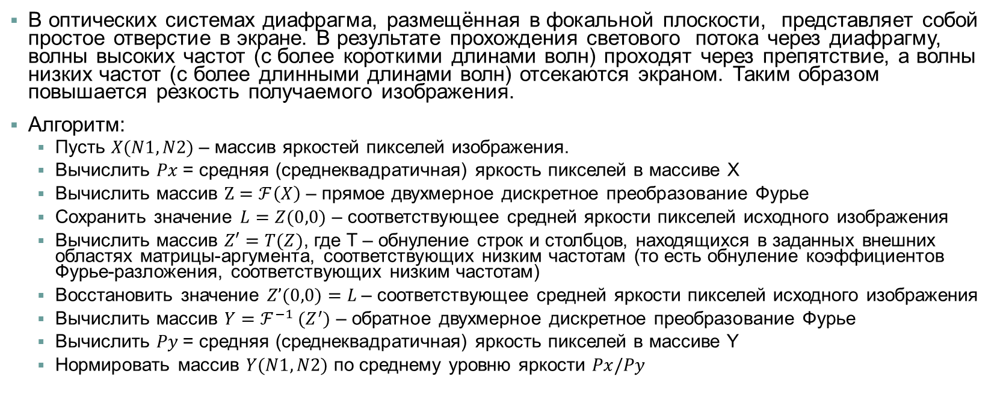 В оптических системах диафрагма, размещённая в фокальной плоскости, представляет собой
простое отверстие в экране. В результате прохождения светового потока через диафрагму,
волны высоких частот (с более короткими длинами волн) проходят через препятствие, а волны
низких частот (с более длинными длинами волн) отсекаются экраном. Таким образом
повышается резкость получаемого изображения.
Алгоритм:
Пусть X(N1, N2) – массив яркостей пикселей изображения.
Вычислить Px = средняя (среднеквадратичная) яркость пикселей в массиве X
Вычислить массив Z = ℱ(X) – прямое двухмерное дискретное преобразование Фурье
Сохранить значение L = Z(0,0) – соответствующее средней яркости пикселей исходного изображения
Вычислить массив Z′ = T(Z), где T – обнуление строк и столбцов, находящихся в заданных внешних
областях матрицы-аргумента, соответствующих низким частотам (то есть обнуление коэффициентов
Фурье-разложения, соответствующих низким частотам)
Восстановить значение Z’(0,0) = L – соответствующее средней яркости пикселей исходного изображения
Вычислить массив Y = ℱ⁻¹ (Z′) – обратное двухмерное дискретное преобразование Фурье
Вычислить Py = средняя (среднеквадратичная) яркость пикселей в массиве Y
Нормировать массив Y(N1, N2) по среднему уровню яркости Px/Py